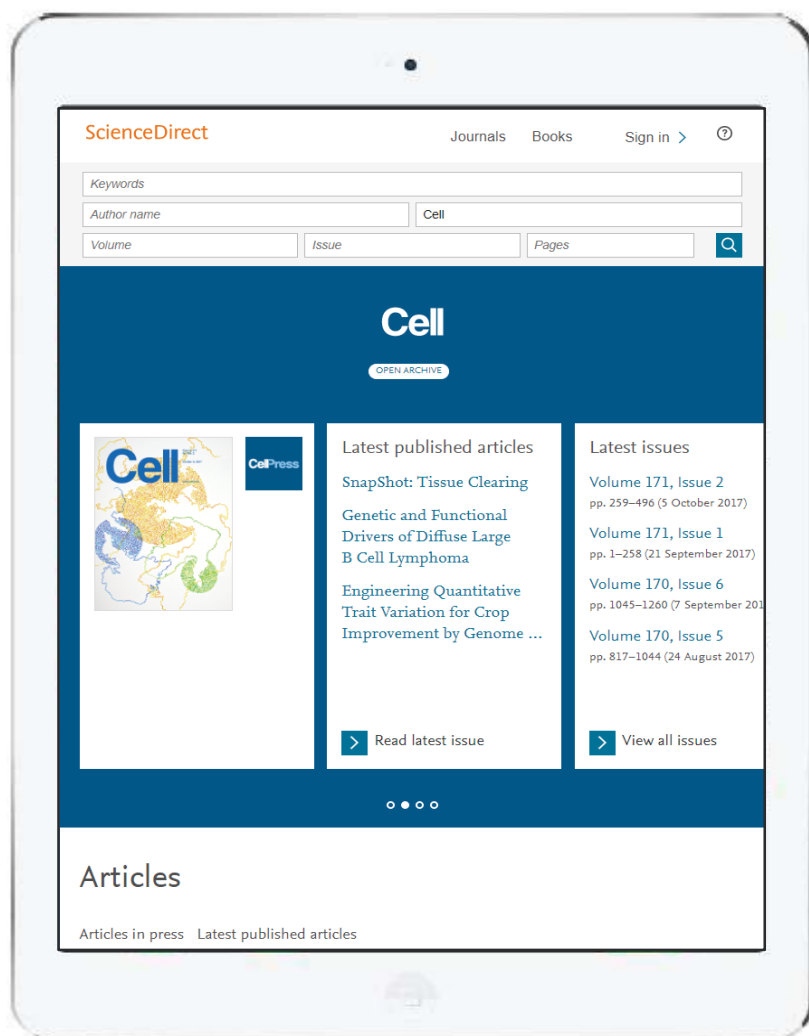 ScienceDirect
Journals Books Sign in >
Keywords
Author name
Cell
Volume
Issue
Pages
Cell
OPEN ARCHIVE
Cell
CellPress
Latest published articles
SnapShot: Tissue Clearing
Genetic and Functional
Drivers of Diffuse Large
B Cell Lymphoma
Engineering Quantitative
Trait Variation for Crop
Improvement by Genome ...
Read latest issue
Latest issues
Volume 171, Issue 2
pp. 259–496 (5 October 2017)
Volume 171, Issue 1
pp. 1–258 (21 September 2017)
Volume 170, Issue 6
pp. 1045–1260 (7 September 201
Volume 170, Issue 5
pp. 817–1044 (24 August 2017)
View all issues
Articles
Articles in press Latest published articles